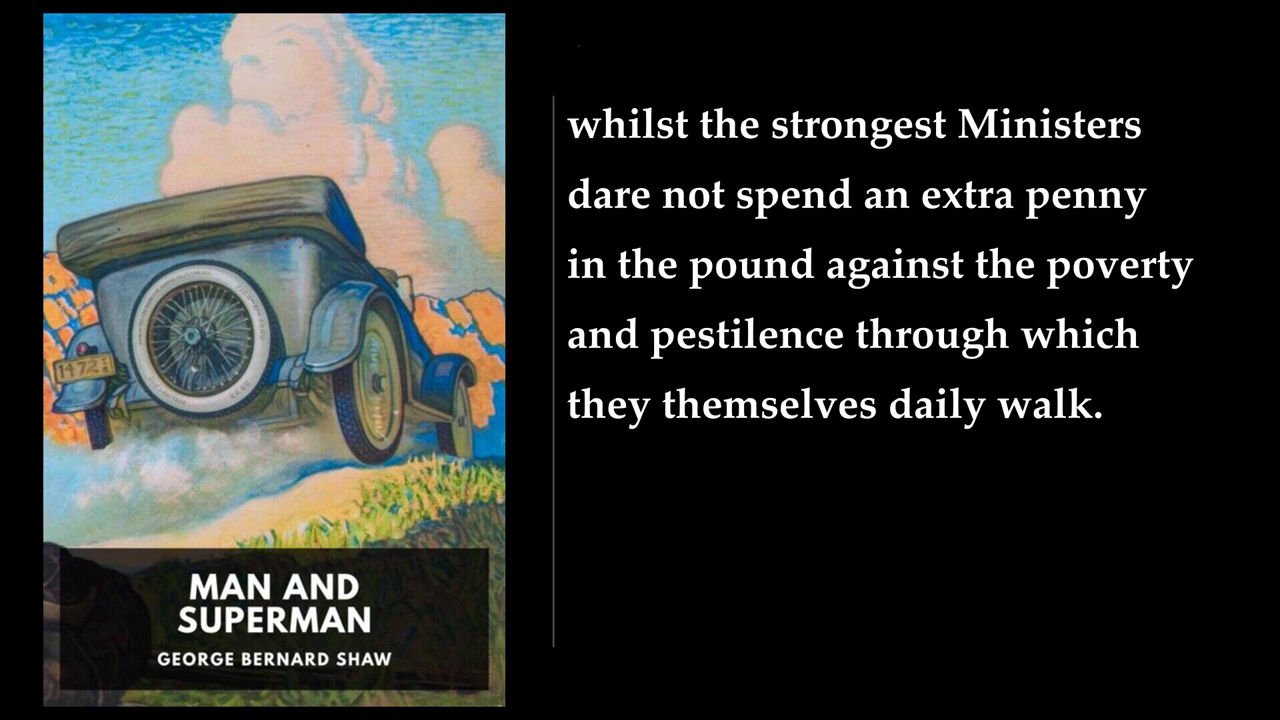 whilst the strongest Ministers
dare not spend an extra penny
in the pound against the poverty
and pestilence through which
they themselves daily walk.
1472
MAN AND
SUPERMAN
GEORGE BERNARD SHAW